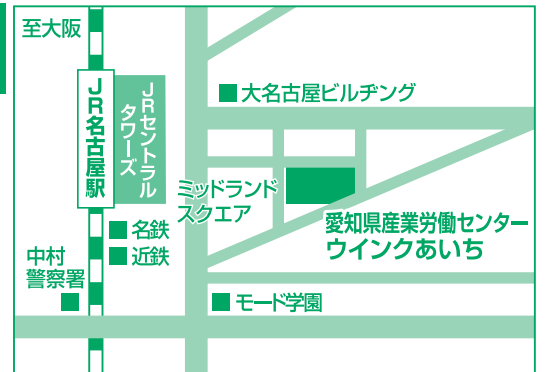 至大阪
大名古屋ビルヂング
JR名古屋駅
JRセントラル
タワーズ
ミッドランド
スクエア
愛知県産業労働センター
ウインクあいち
名鉄
近鉄
中村
警察署
モード学園